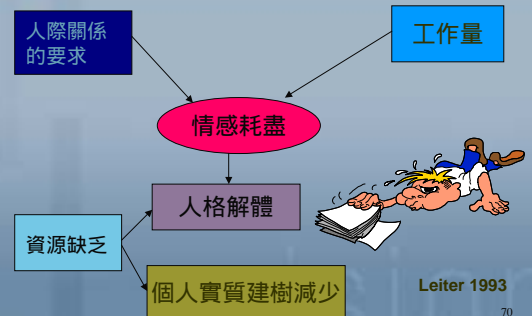 人際關係
的要求
工作量
情感耗盡
人格解體
資源缺乏
個人實質建樹減少
Leiter 1993
70